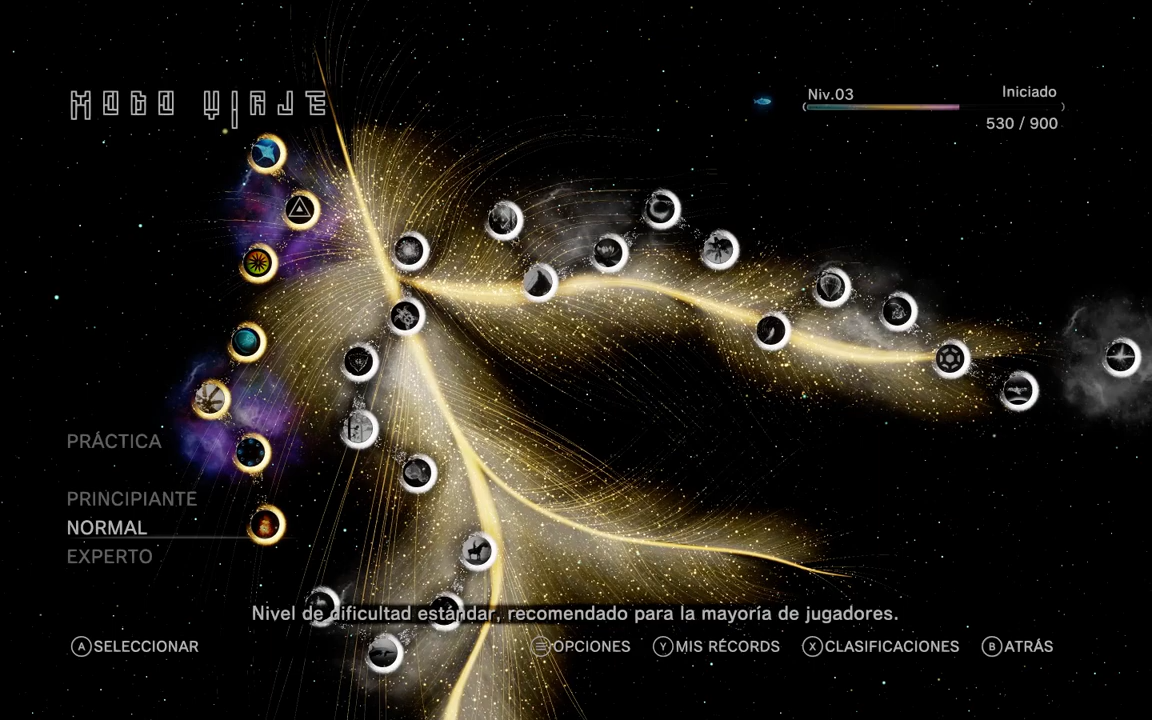 MODO VIAJE
Niv.03
Iniciado
530 / 900
PRÁCTICA
PRINCIPIANTE
NORMAL
EXPERTO
Nivel de dificultad estándar, recomendado para la mayoría de jugadores.
A SELECCIONAR
OPCIONES
Y MIS RÉCORDS
X CLASIFICACIONES
B ATRÁS